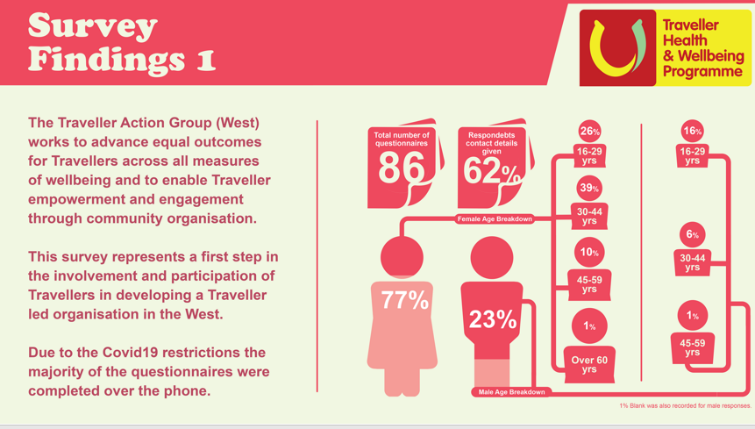 Survey
Findings 1
Traveller
Health
& Wellbeing
Programme
The Traveller Action Group (West)
works to advance equal outcomes
for Travellers across all measures
of wellbeing and to enable Traveller
empowerment and engagement
through community organisation.
This survey represents a first step in
the involvement and participation of
Travellers in developing a Traveller
led organisation in the West.
Due to the Covid19 restrictions the
majority of the questionnaires were
completed over the phone.
Total number of
questionnaires
86
Respondebts
contact details
given
62%
Female Age Breakdown
77%
23%
Male Age Breakdown
26%
16-29
yrs
39%
30-44
yrs
10%
45-59
yrs
1%
Over 60
yrs
16%
16-29
yrs
6%
30-44
yrs
1%
45-59
yrs
1% Blank was also recorded for male responses.